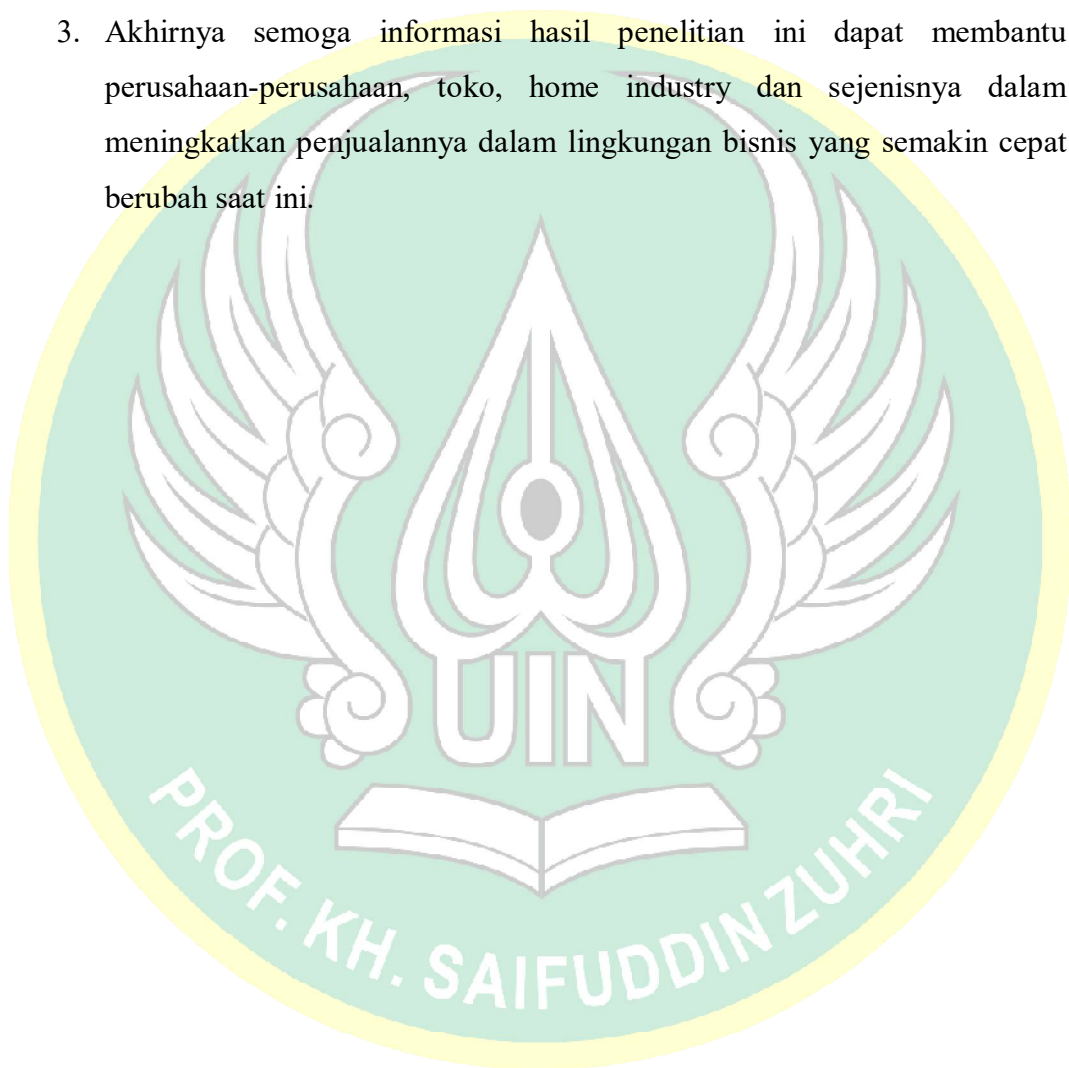 3. Akhirnya semoga informasi hasil penelitian ini dapat membantu
perusahaan-perusahaan, toko, home industry dan sejenisnya dalam
meningkatkan penjualannya dalam lingkungan bisnis yang semakin cepat
berubah saat ini.
UIN
PROF. KH. SAIFUDDIN ZUHRI